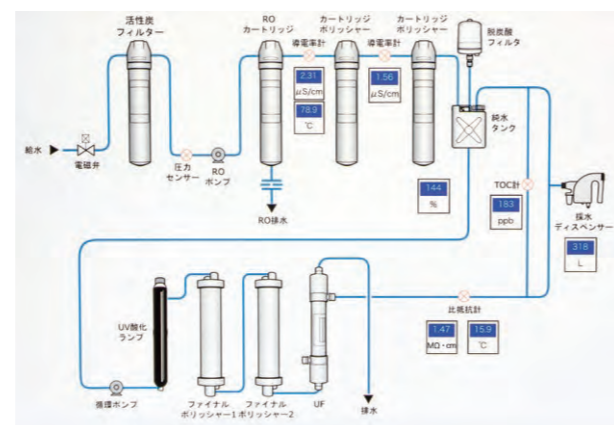 活性炭
フィルター
RO
カートリッジ
導電率計
カートリッジ
ポリッシャー
導電率計
カートリッジ
ポリッシャー
脱炭酸
フィルタ
2.31
μS/cm
78.9
℃
1.56
μS/cm
純水
タンク
給水
電磁弁
圧力
センサー
RO
ポンプ
RO排水
144
%
TOC計
183
ppb
採水
ディスペンサー
318
L
UV酸化
ランプ
比抵抗計
1.47
MΩ・cm
15.9
℃
循環ポンプ
ファイナル
ポリッシャー1
ファイナル
ポリッシャー2
UF
排水